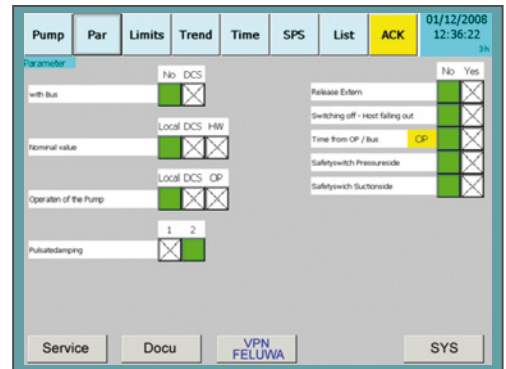 Pump Par Limits Trend Time SPS List ACK 01/12/2008
12:36:22
3h
Parameter
No DCS
with Bus
Local DCS HW
Nominal value
Local DCS OP
Operaten of the Pump
1 2
Pulsatedamping
No Yes
Release Extern
Switching off - Host falling out
Time from OP / Bus OP
Safetyswitch Pressureside
Safetyswich Suctionside
Service Docu VPN
FELUWA
SYS